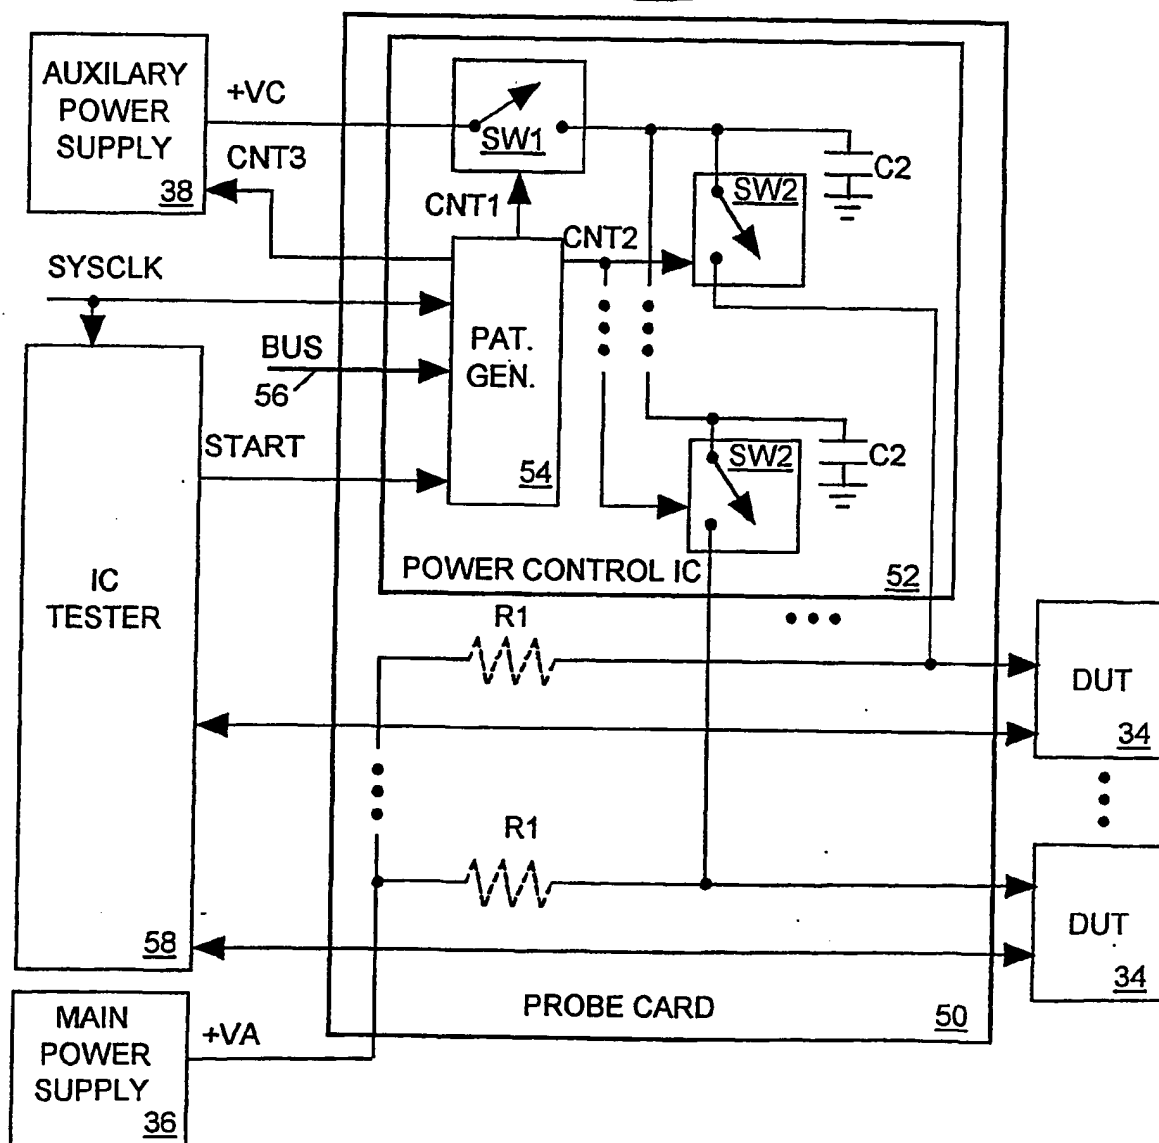 AUXILARY
POWER
SUPPLY
38
+VC
CNT3
SW1
CNT1
C2
SW2
CNT2
SYSCLK
PAT.
GEN.
54
BUS
56
START
SW2
C2
POWER CONTROL IC
52
IC
TESTER
58
R1
DUT
34
R1
DUT
34
PROBE CARD
50
MAIN
POWER
SUPPLY
36
+VA